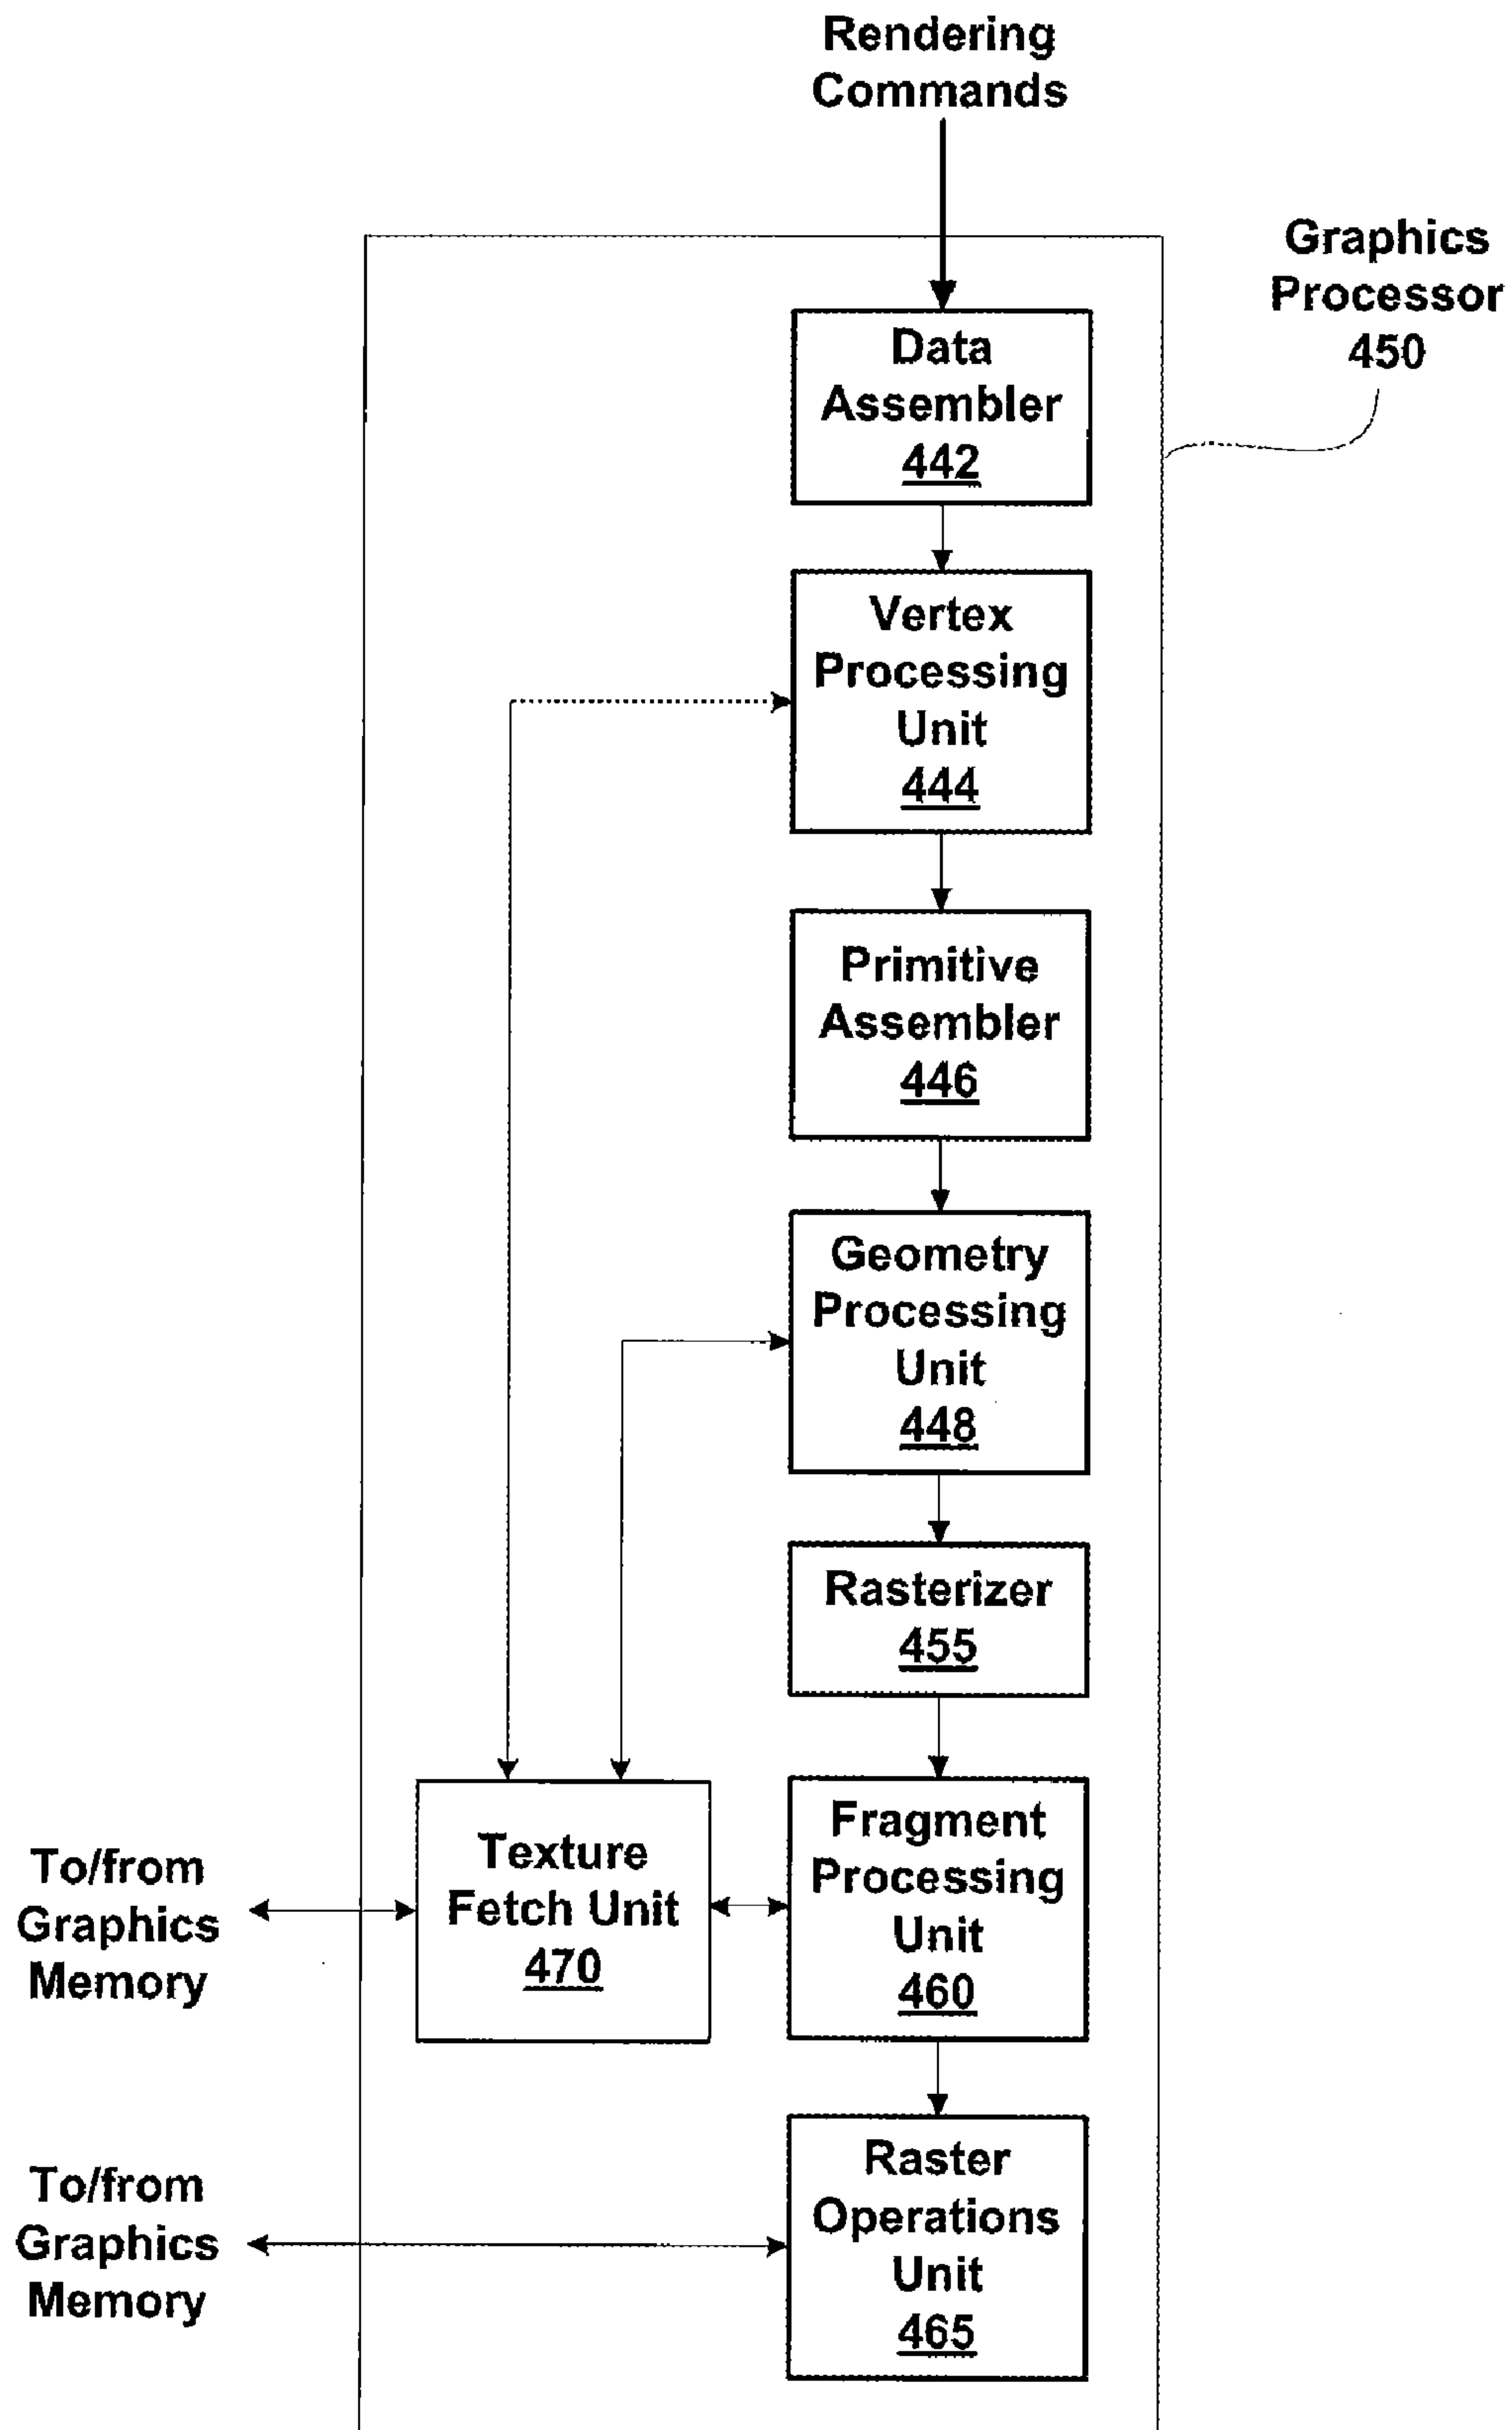 Rendering
Commands
Graphics
Processor
450
Data
Assembler
442
Vertex
Processing
Unit
444
Primitive
Assembler
446
Geometry
Processing
Unit
448
Rasterizer
455
Texture
Fetch Unit
470
Fragment
Processing
Unit
460
To/from
Graphics
Memory
Raster
Operations
Unit
465
To/from
Graphics
Memory